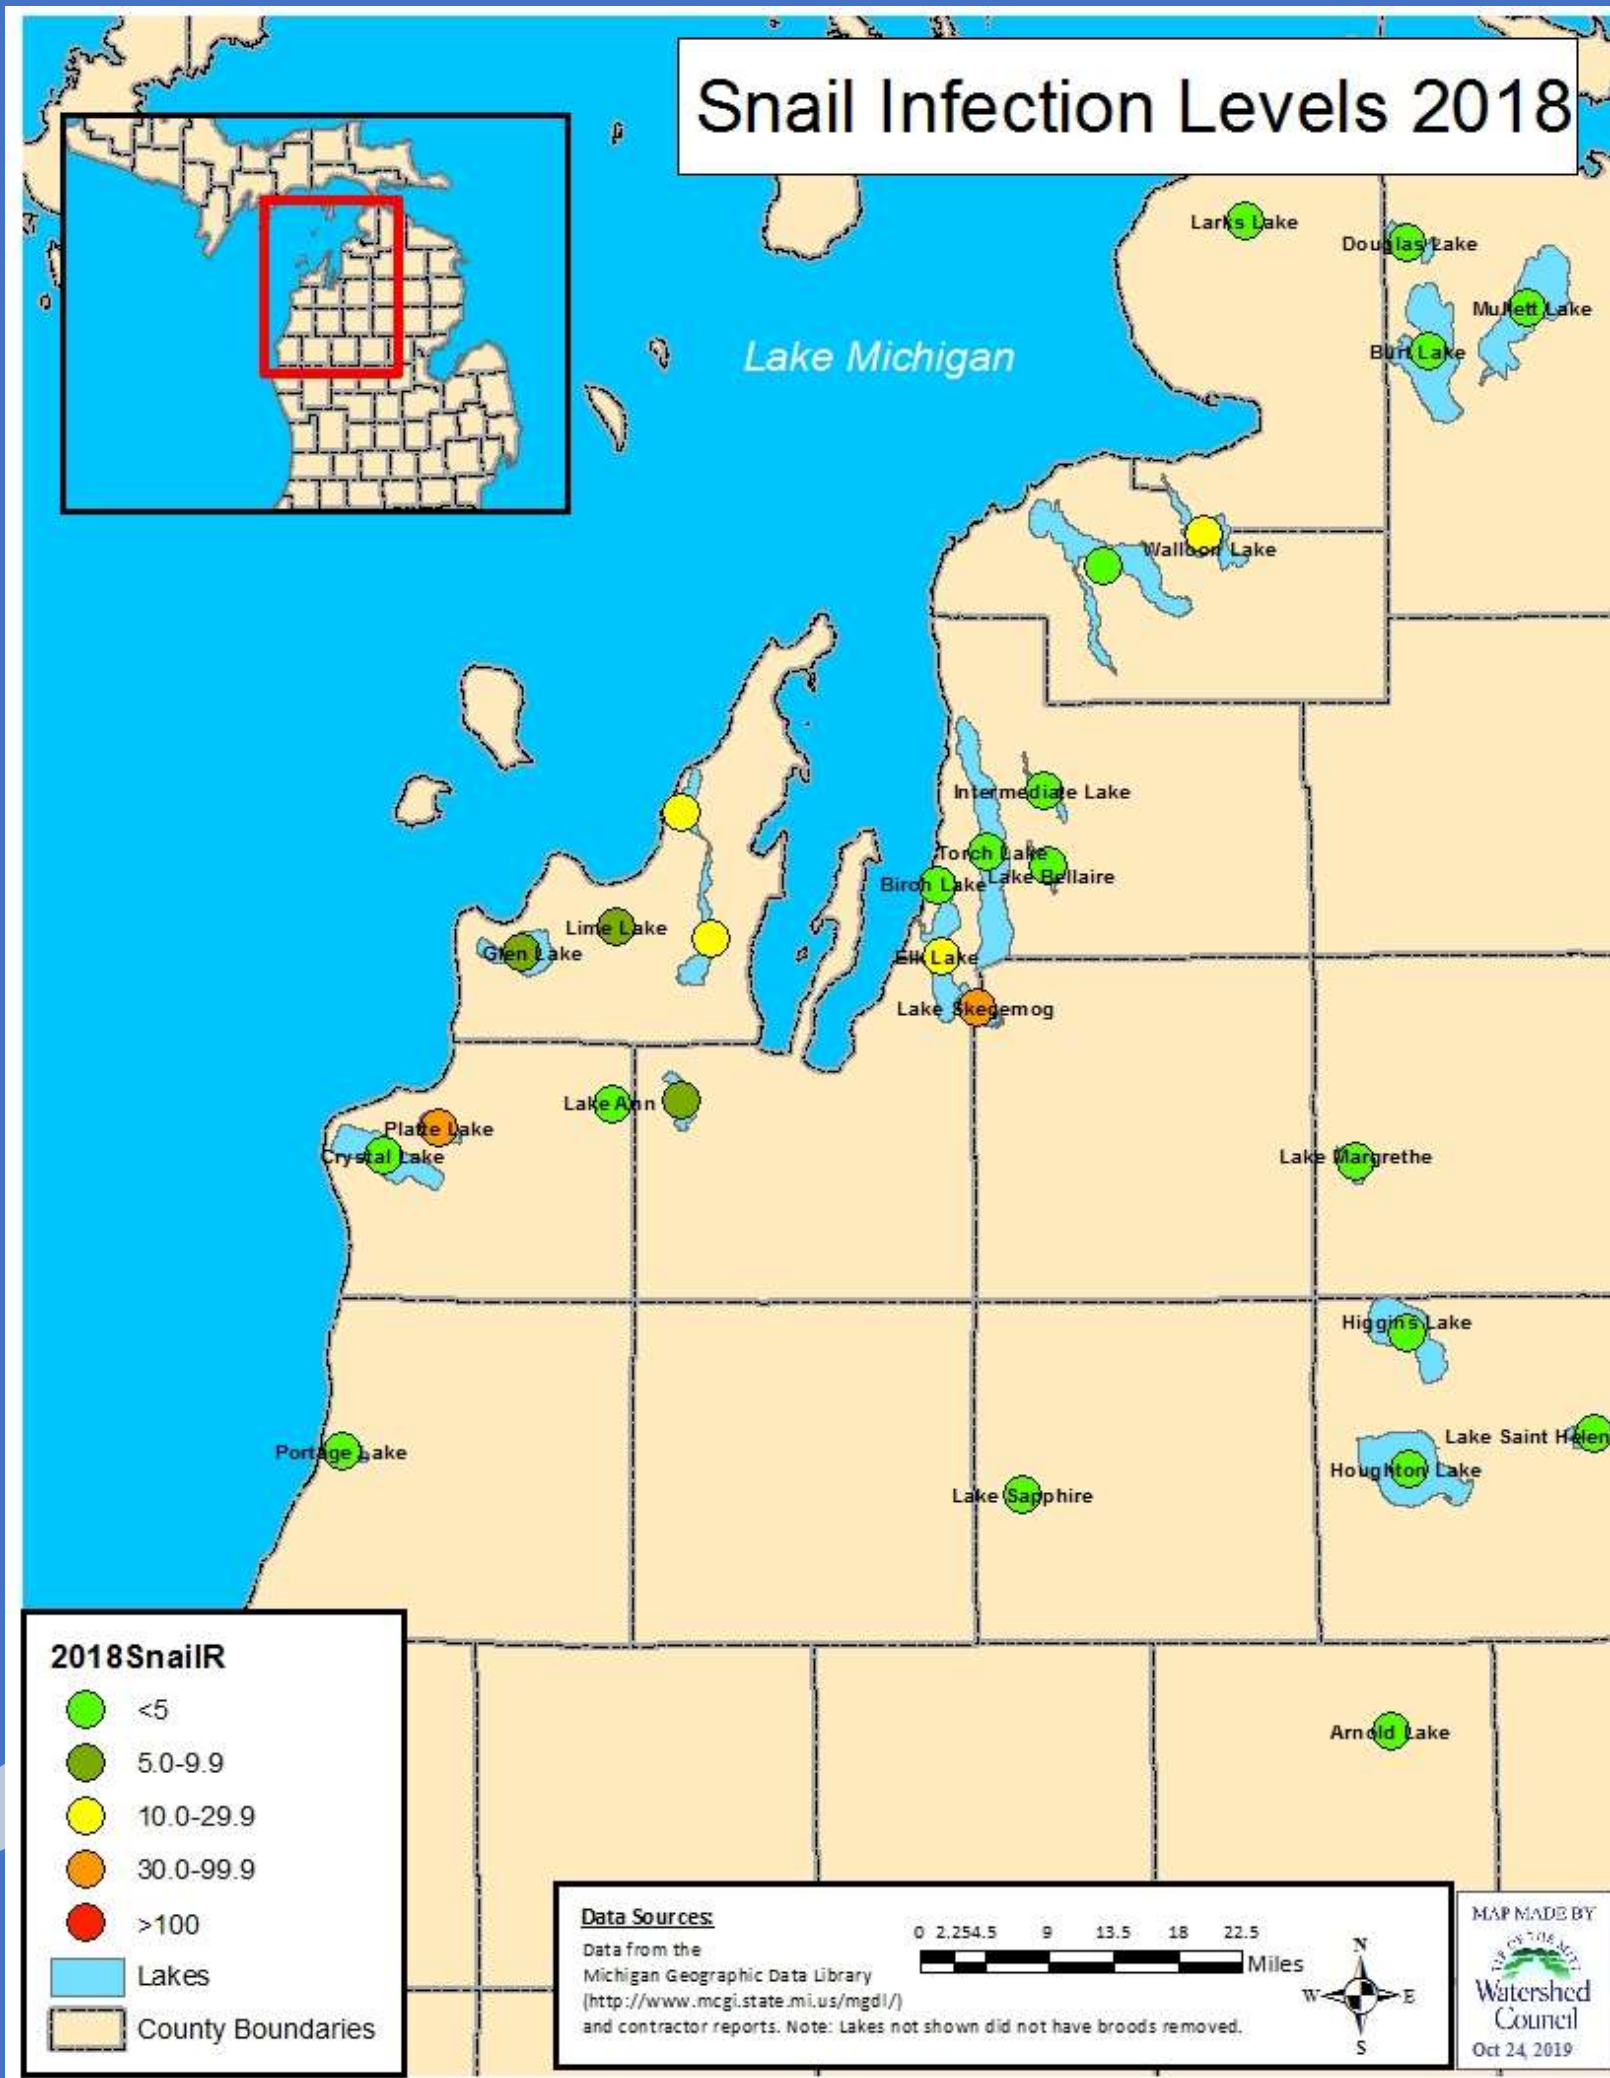 Snail Infection Levels 2018
Larks Lake
Douglas Lake
Mullett Lake
Burt Lake
Lake Michigan
Walloon Lake
Intermediate Lake
Torch Lake
Lake Bellaire
Birch Lake
Lime Lake
Glen Lake
Elk Lake
Lake Skegemog
Lake Ann
Platte Lake
Crystal Lake
Lake Margrethe
Higgins Lake
Lake Saint Helen
Houghton Lake
Portage Lake
Lake Sapphire
Arnold Lake
2018SnailR
<5
5.0-9.9
10.0-29.9
30.0-99.9
>100
Lakes
County Boundaries
Data Sources:
Data from the
Michigan Geographic Data Library
(http://www.mcgi.state.mi.us/mgdl/)
and contractor reports. Note: Lakes not shown did not have broods removed.
0 2.254.5 9 13.5 18 22.5
Miles
N
W E
S
MAP MADE BY
TIP OF THE MITT
Watershed
Council
Oct 24, 2019